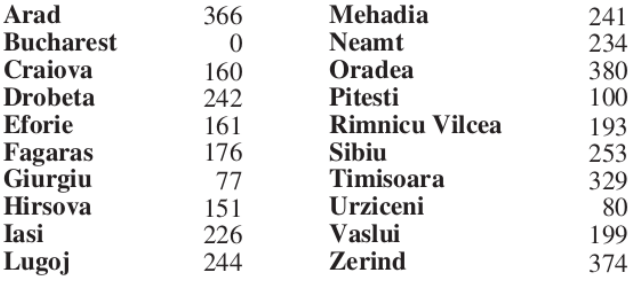 Arad 366 Mehadia 241
Bucharest 0 Neamt 234
Craiova 160 Oradea 380
Drobeta 242 Pitesti 100
Eforie 161 Rimnicu Vilcea 193
Fagaras 176 Sibiu 253
Giurgiu 77 Timisoara 329
Hirsova 151 Urziceni 80
Iasi 226 Vaslui 199
Lugoj 244 Zerind 374